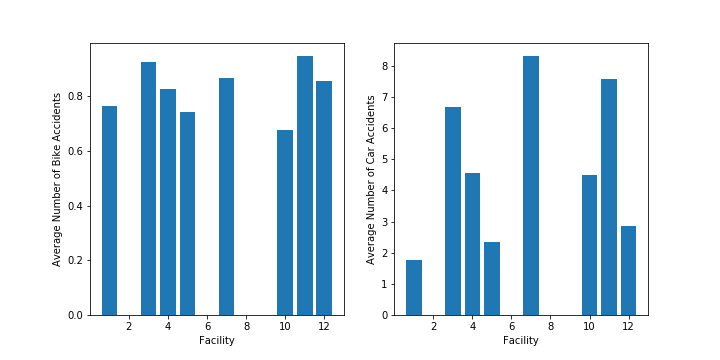 Average Number of Bike Accidents
0.8
0.6
0.4
0.2
0.0
2 4 6 8 10 12
Facility
Average Number of Car Accidents
8
7
6
5
4
3
2
1
0
2 4 6 8 10 12
Facility